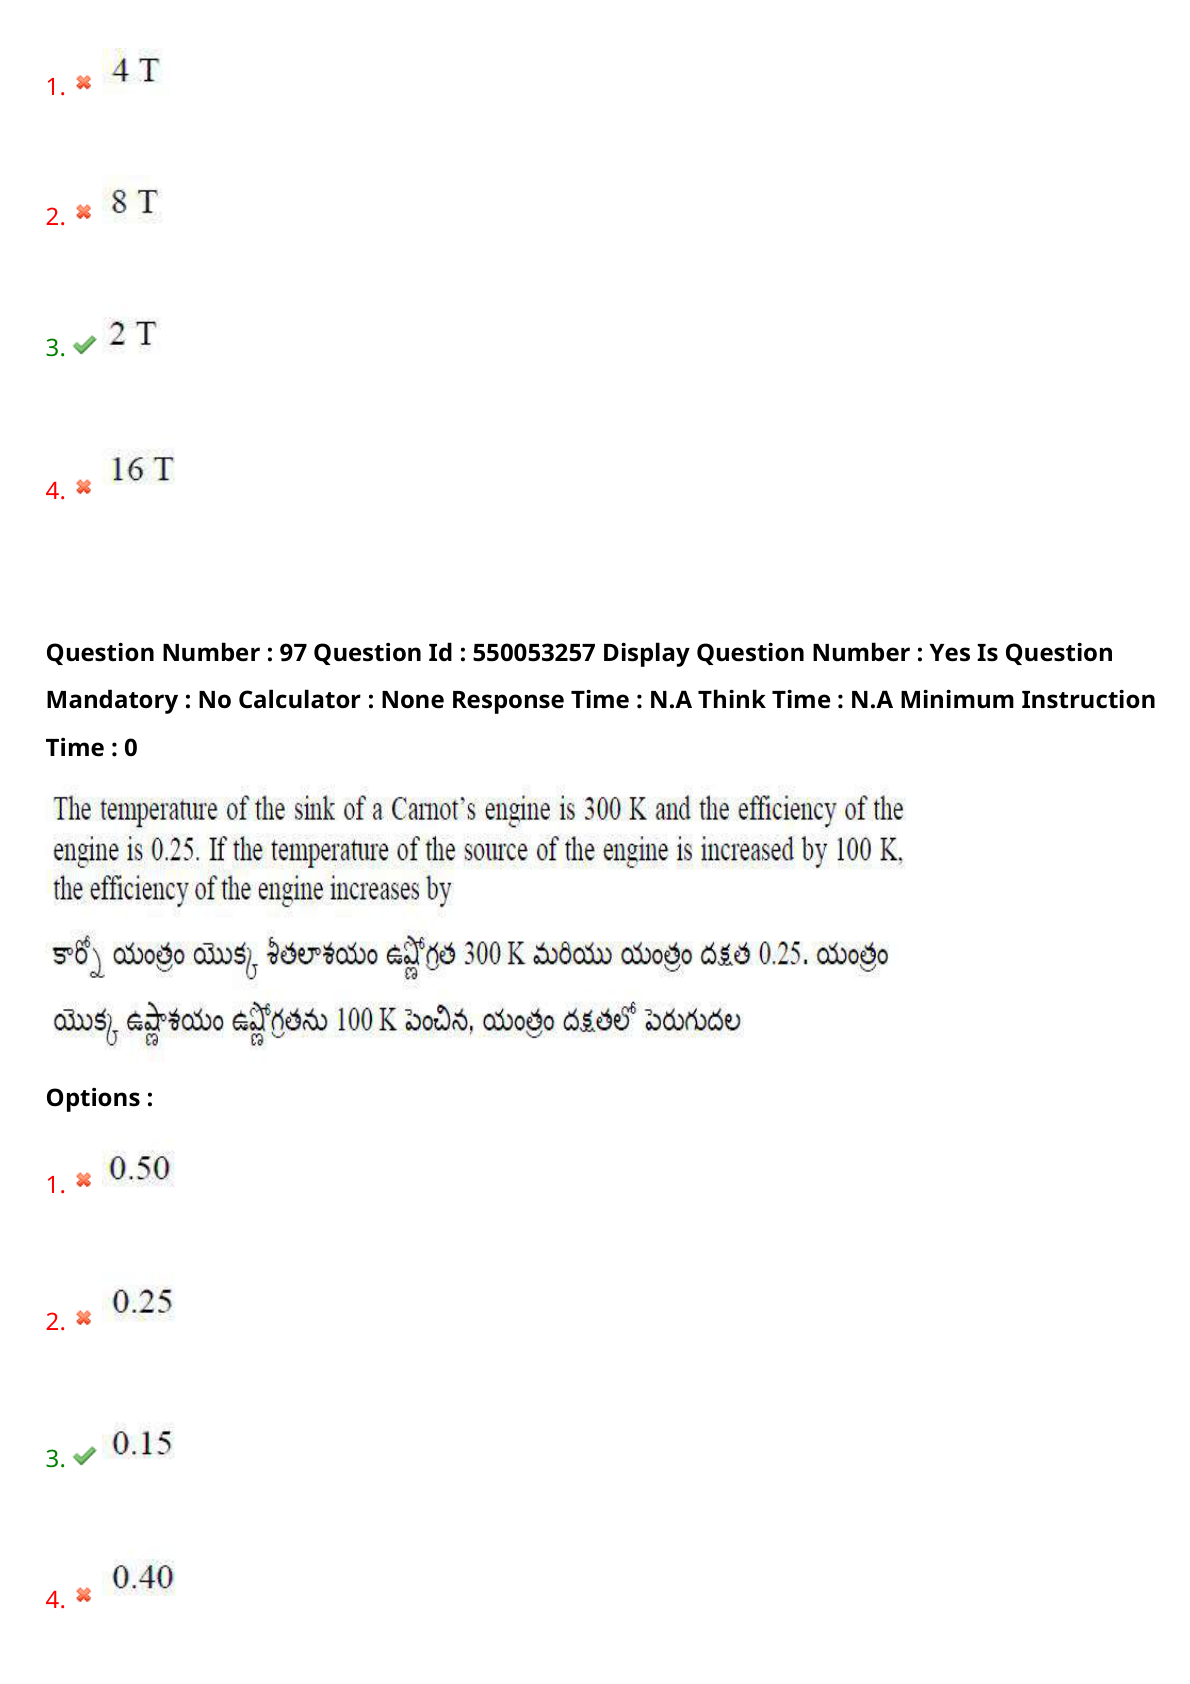 1. 4 T
2. 8 T
3. 2 T
4. 16 T
Question Number : 97 Question Id : 550053257 Display Question Number : Yes Is Question
Mandatory : No Calculator : None Response Time : N.A Think Time : N.A Minimum Instruction
Time : 0
The temperature of the sink of a Carnot’s engine is 300 K and the efficiency of the
engine is 0.25. If the temperature of the source of the engine is increased by 100 K,
the efficiency of the engine increases by
కార్నో యంత్రం యొక్క శీతలాశయం ఉష్ణోగ్రత 300 K మరియు యంత్రం దక్షత 0.25. యంత్రం
యొక్క ఉష్ణాశయం ఉష్ణోగ్రతను 100 K పెంచిన, యంత్రం దక్షతలో పెరుగుదల
Options :
1. 0.50
2. 0.25
3. 0.15
4. 0.40